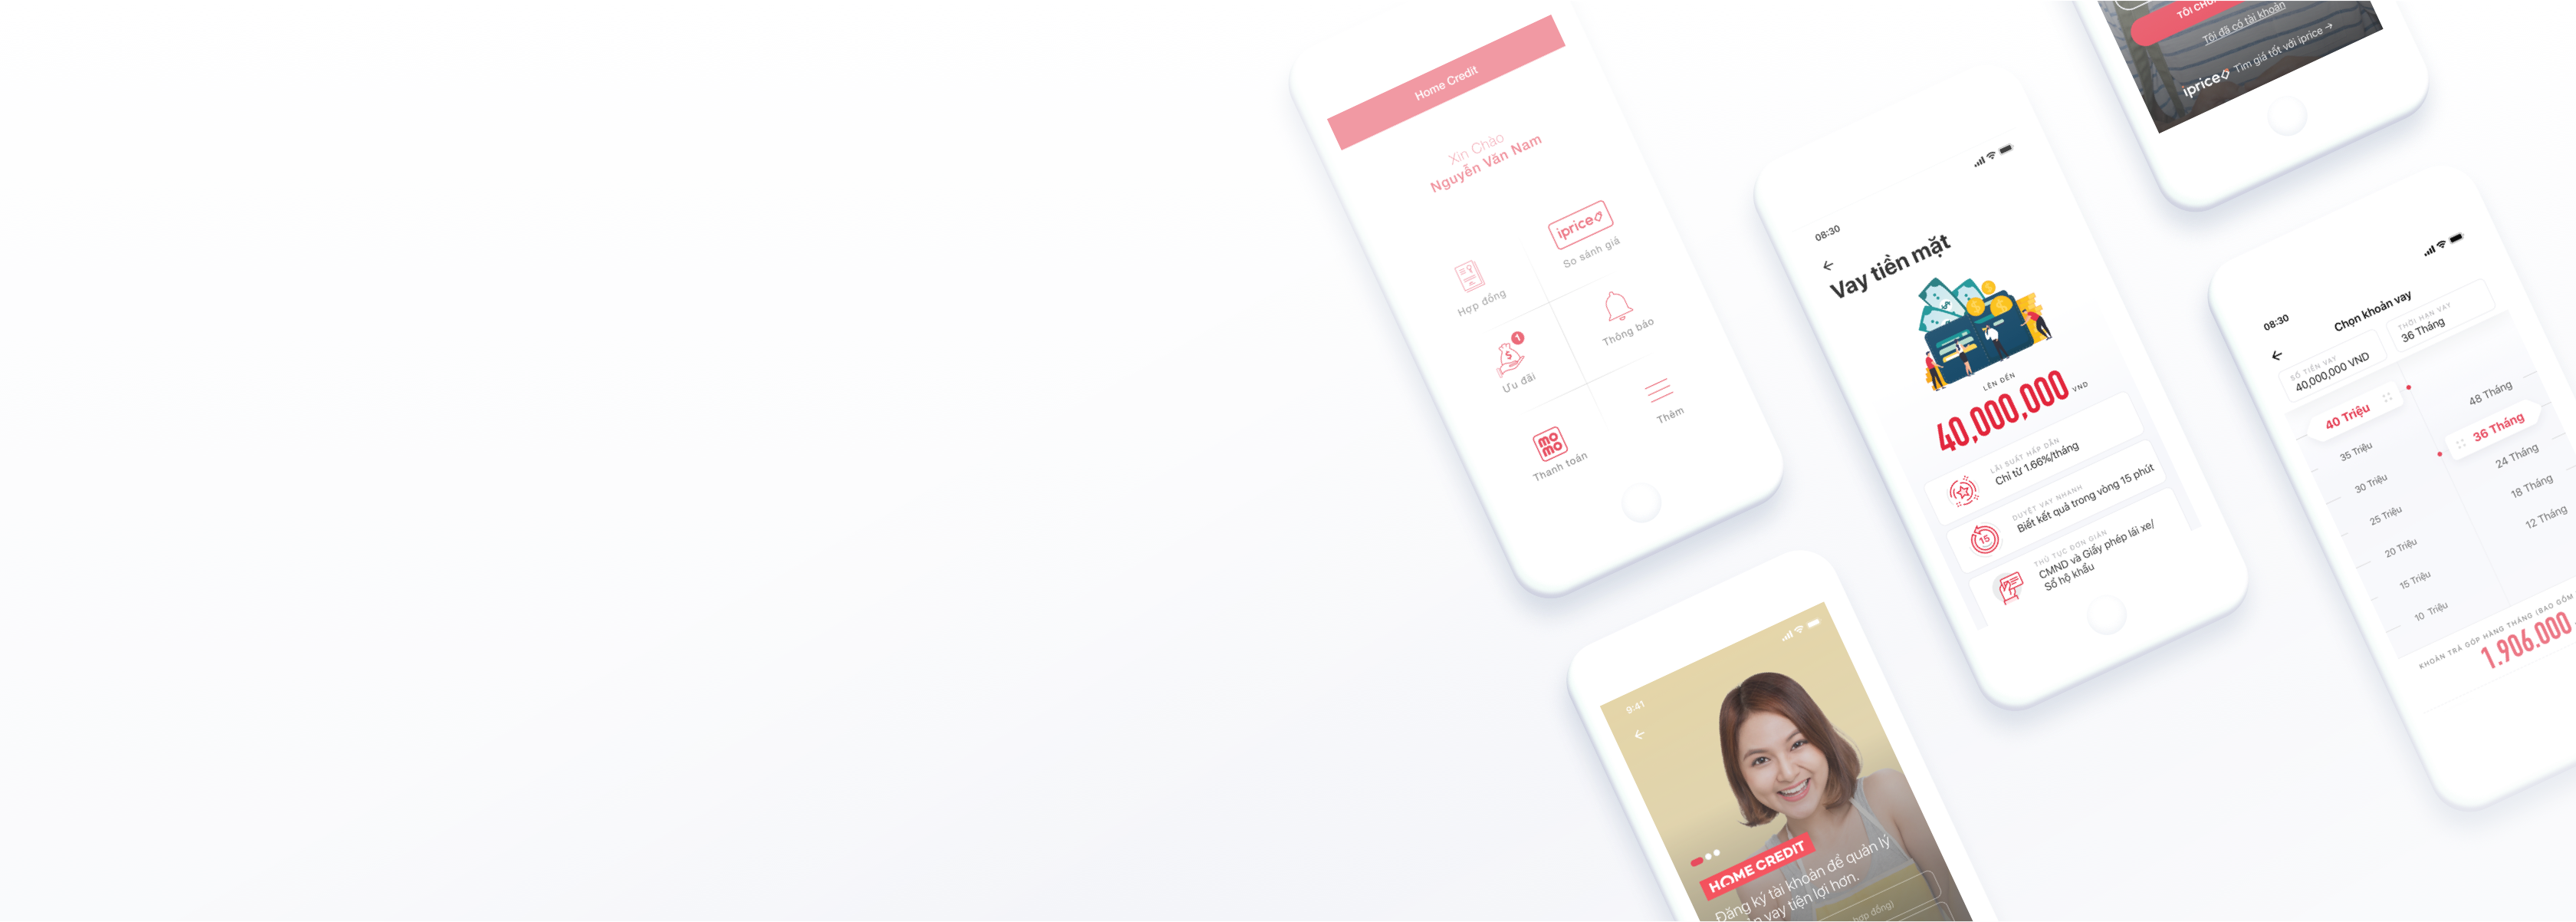 Home Credit
Xin Chào
Nguyễn Văn Nam
iprice
So sánh giá
Hợp đồng
Thông báo
1
$
Ưu đãi
Thêm
mo
mo
Thanh toán
08:30
Vay tiền mặt
LÊN ĐẾN
40,000,000 VND
LÃI SUẤT HẤP DẪN
Chỉ từ 1.66%/tháng
DUYỆT VAY NHANH
15
Biết kết quả trong vòng 15 phút
THỦ TỤC ĐƠN GIẢN
CMND và Giấy phép lái xe/
Sổ hộ khẩu
TÔI
Tôi đã có tài khoản
iprice Tìm giá tốt với iprice →
08:30
Chọn khoản vay
SỐ TIỀN VAY
40,000,000 VND
THỜI HẠN VAY
36 Tháng
40 Triệu
35 Triệu
30 Triệu
25 Triệu
20 Triệu
15 Triệu
10 Triệu
48 Tháng
36 Tháng
24 Tháng
18 Tháng
12 Tháng
KHOẢN TRẢ GÓP HÀNG THÁNG (BAO GỒM
1.906.000
9:41
HOME CREDIT
Đăng ký tài khoản để quản lý
vay tiện lợi hơn.
hợp đồng)